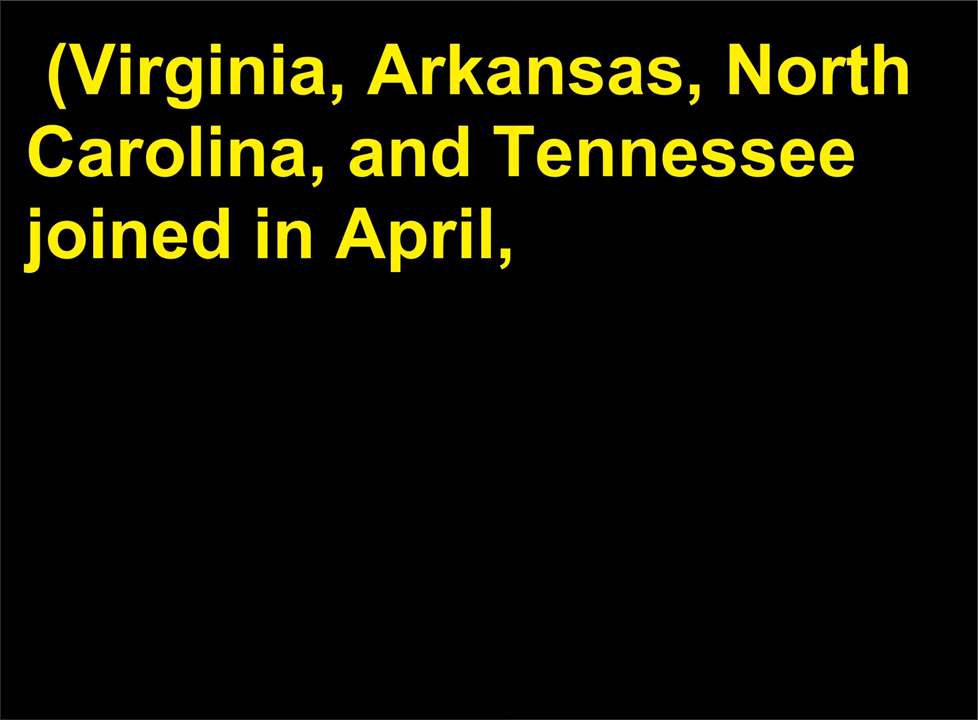 (Virginia, Arkansas, North
Carolina, and Tennessee
joined in April,